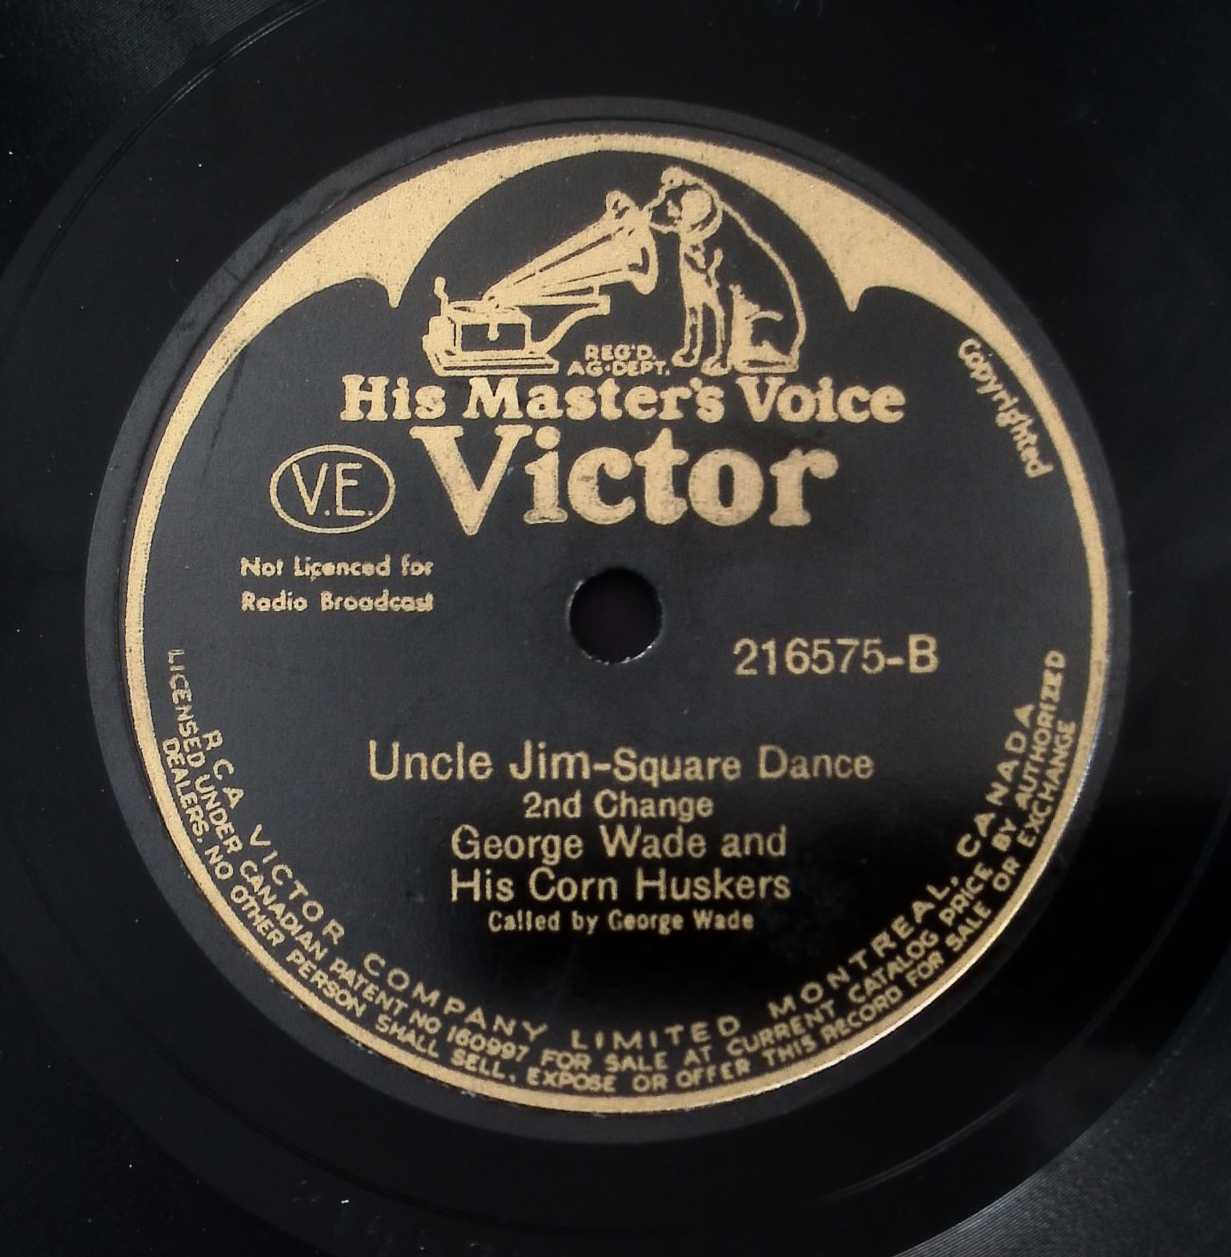 REG'D.
AG·DEPT.
His Master's Voice
Victor
Copyrighted
V.E.
Not Licenced for
Radio Broadcast
216575-B
Uncle Jim-Square Dance
2nd Change
George Wade and
His Corn Huskers
Called by George Wade
RCA VICTOR COMPANY LIMITED MONTREAL, CANADA
LICENSED UNDER CANADIAN PATENT NO 160997 FOR SALE AT CURRENT CATALOG PRICE BY AUTHORIZED
DEALERS. NO OTHER PERSON SHALL SELL, EXPOSE OR OFFER THIS RECORD FOR SALE OR EXCHANGE